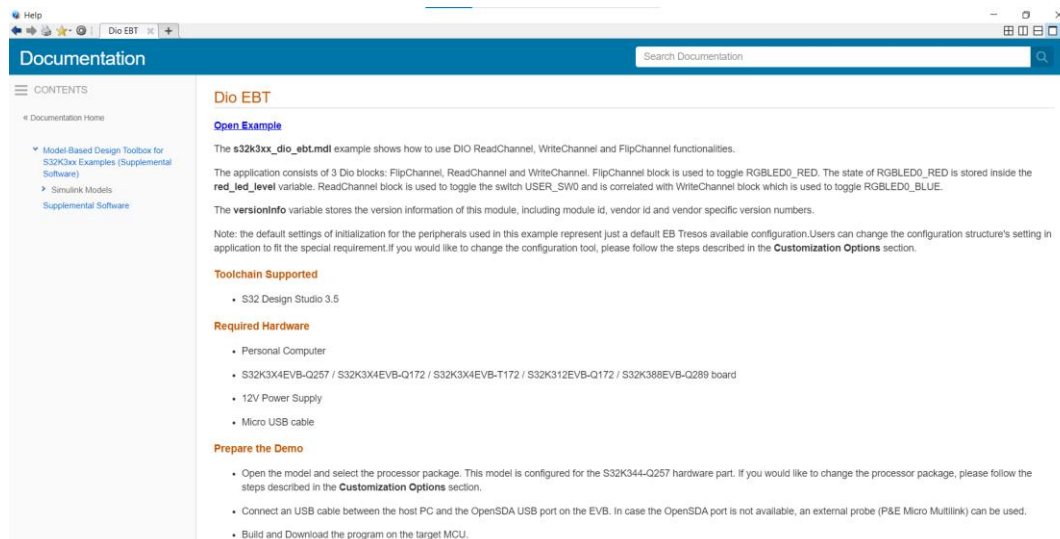 Help
Dio EBT
Documentation
Search Documentation
CONTENTS
« Documentation Home
Model-Based Design Toolbox for
S32K3xx Examples (Supplemental
Software)
Simulink Models
Supplemental Software
Dio EBT
Open Example
The s32k3xx_dio_ebt.mdl example shows how to use DIO ReadChannel, WriteChannel and FlipChannel functionalities.
The application consists of 3 Dio blocks: FlipChannel, ReadChannel and WriteChannel. FlipChannel block is used to toggle RGBLED0_RED. The state of RGBLED0_RED is stored inside the
red_led_level variable. ReadChannel block is used to toggle the switch USER_SW0 and is correlated with WriteChannel block which is used to toggle RGBLED0_BLUE.
The versionInfo variable stores the version information of this module, including module id, vendor id and vendor specific version numbers.
Note: the default settings of initialization for the peripherals used in this example represent just a default EB Tresos available configuration.Users can change the configuration structure's setting in
application to fit the special requirement.If you would like to change the configuration tool, please follow the steps described in the Customization Options section.
Toolchain Supported
• S32 Design Studio 3.5
Required Hardware
• Personal Computer
• S32K3X4EVB-Q257 / S32K3X4EVB-Q172 / S32K3X4EVB-T172 / S32K312EVB-Q172 / S32K388EVB-Q289 board
• 12V Power Supply
• Micro USB cable
Prepare the Demo
• Open the model and select the processor package. This model is configured for the S32K344-Q257 hardware part. If you would like to change the processor package, please follow the
steps described in the Customization Options section.
• Connect an USB cable between the host PC and the OpenSDA USB port on the EVB. In case the OpenSDA port is not available, an external probe (P&E Micro Multilink) can be used.
• Build and Download the program on the target MCU.